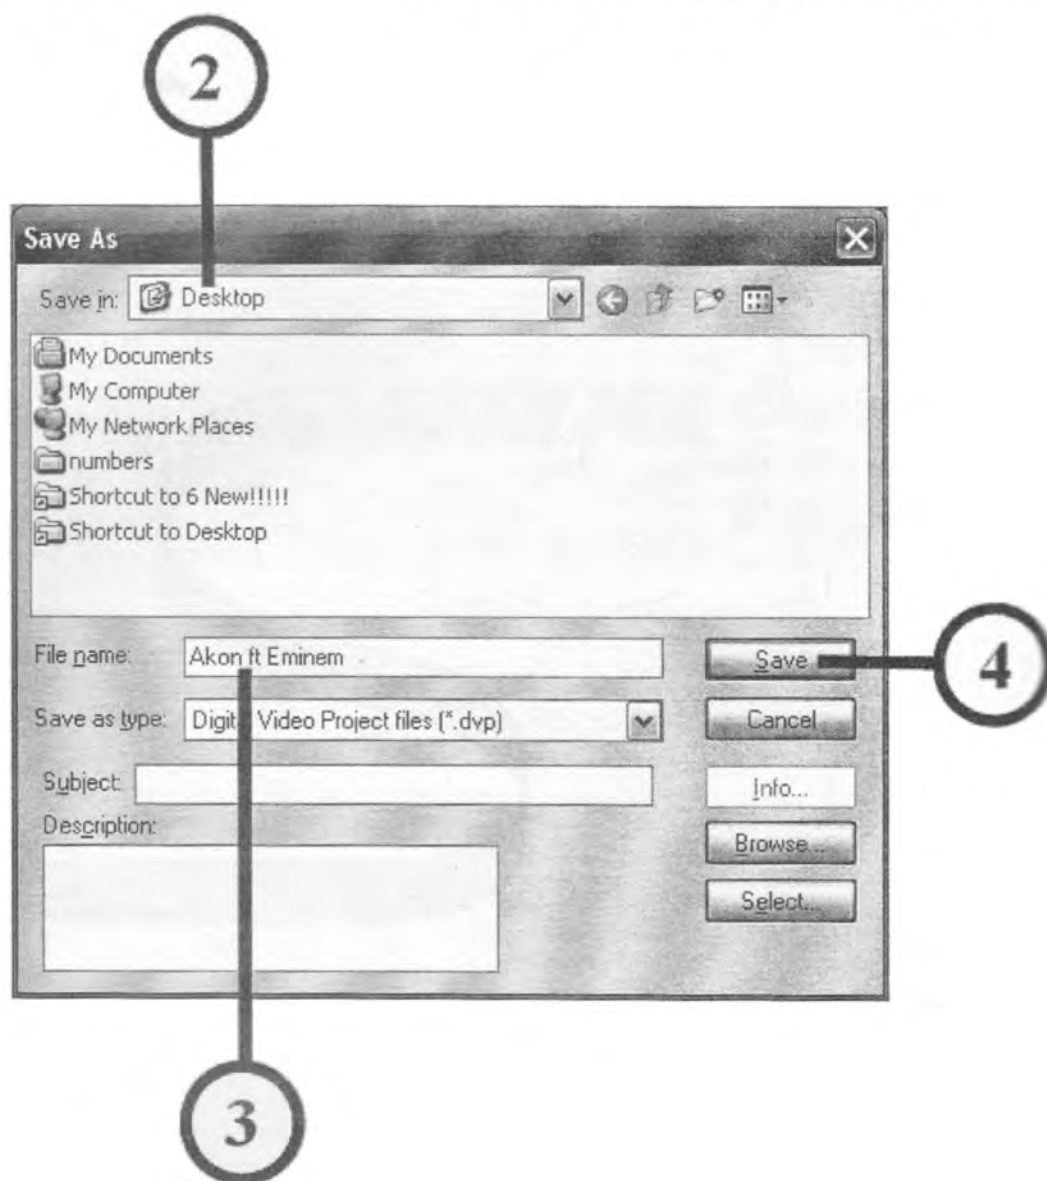 2
Save As
Save in: Desktop
My Documents
My Computer
My Network Places
numbers
Shortcut to 6 New!!!!!
Shortcut to Desktop
File name: Akon ft Eminem Save
4
Save as type: Video Project files (*.dvp) Cancel
Subject: Info...
Description:
Browse...
Select...
3